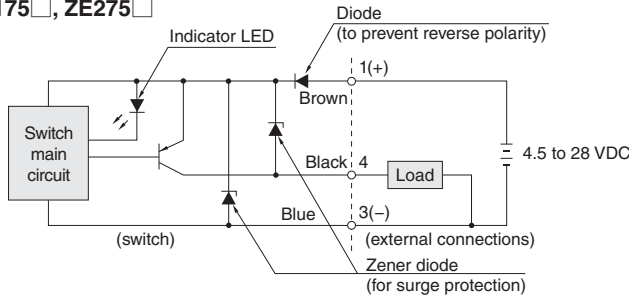 175□, ZE275□
Indicator LED
Diode
(to prevent reverse polarity)
1(+)
Brown
Switch
main
circuit
4.5 to 28 VDC
Black
4
Load
Blue
3(−)
(switch)
(external connections)
Zener diode
(for surge protection)